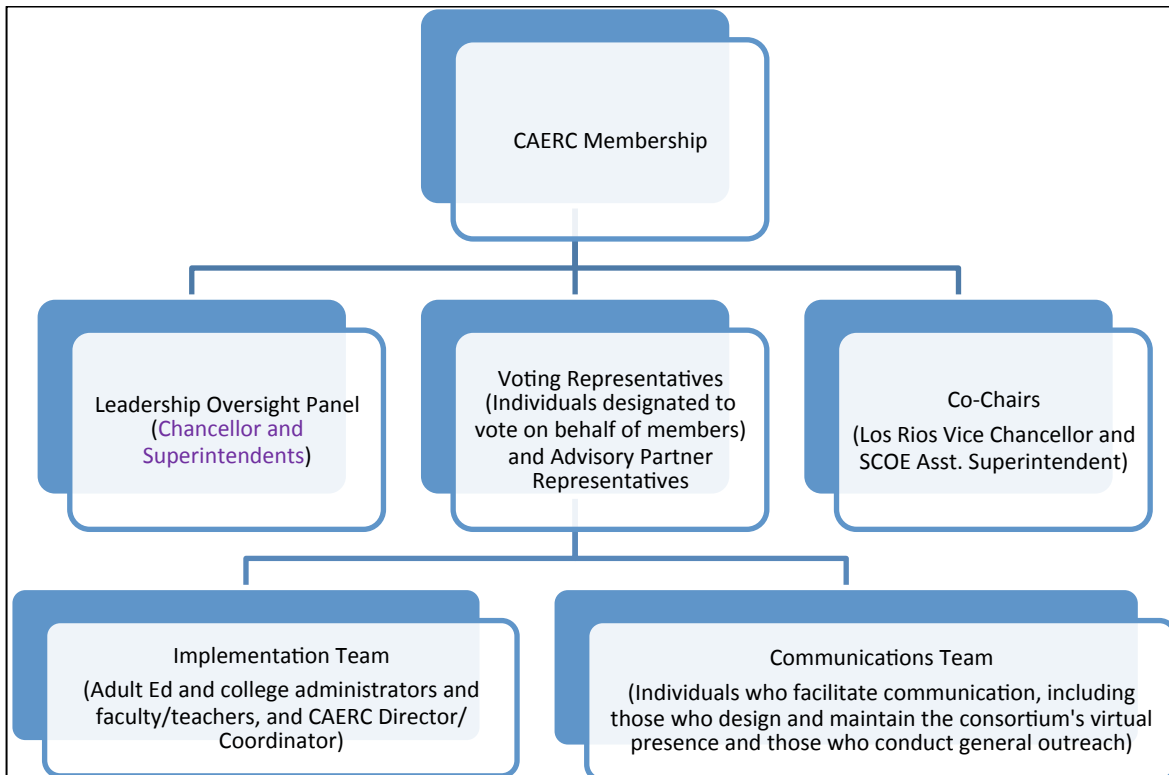 CAERC Membership
Leadership Oversight Panel
(Chancellor and
Superintendents)
Voting Representatives
(Individuals designated to
vote on behalf of members)
and Advisory Partner
Representatives
Co-Chairs
(Los Rios Vice Chancellor and
SCOE Asst. Superintendent)
Implementation Team
(Adult Ed and college administrators and
faculty/teachers, and CAERC Director/
Coordinator)
Communications Team
(Individuals who facilitate communication, including
those who design and maintain the consortium's virtual
presence and those who conduct general outreach)